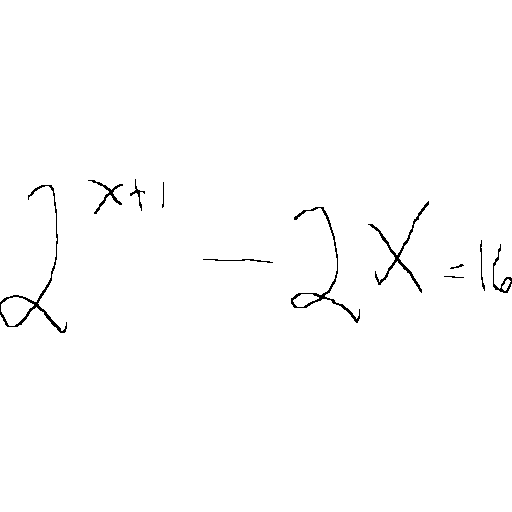 2^{x+1} - 2x = 16